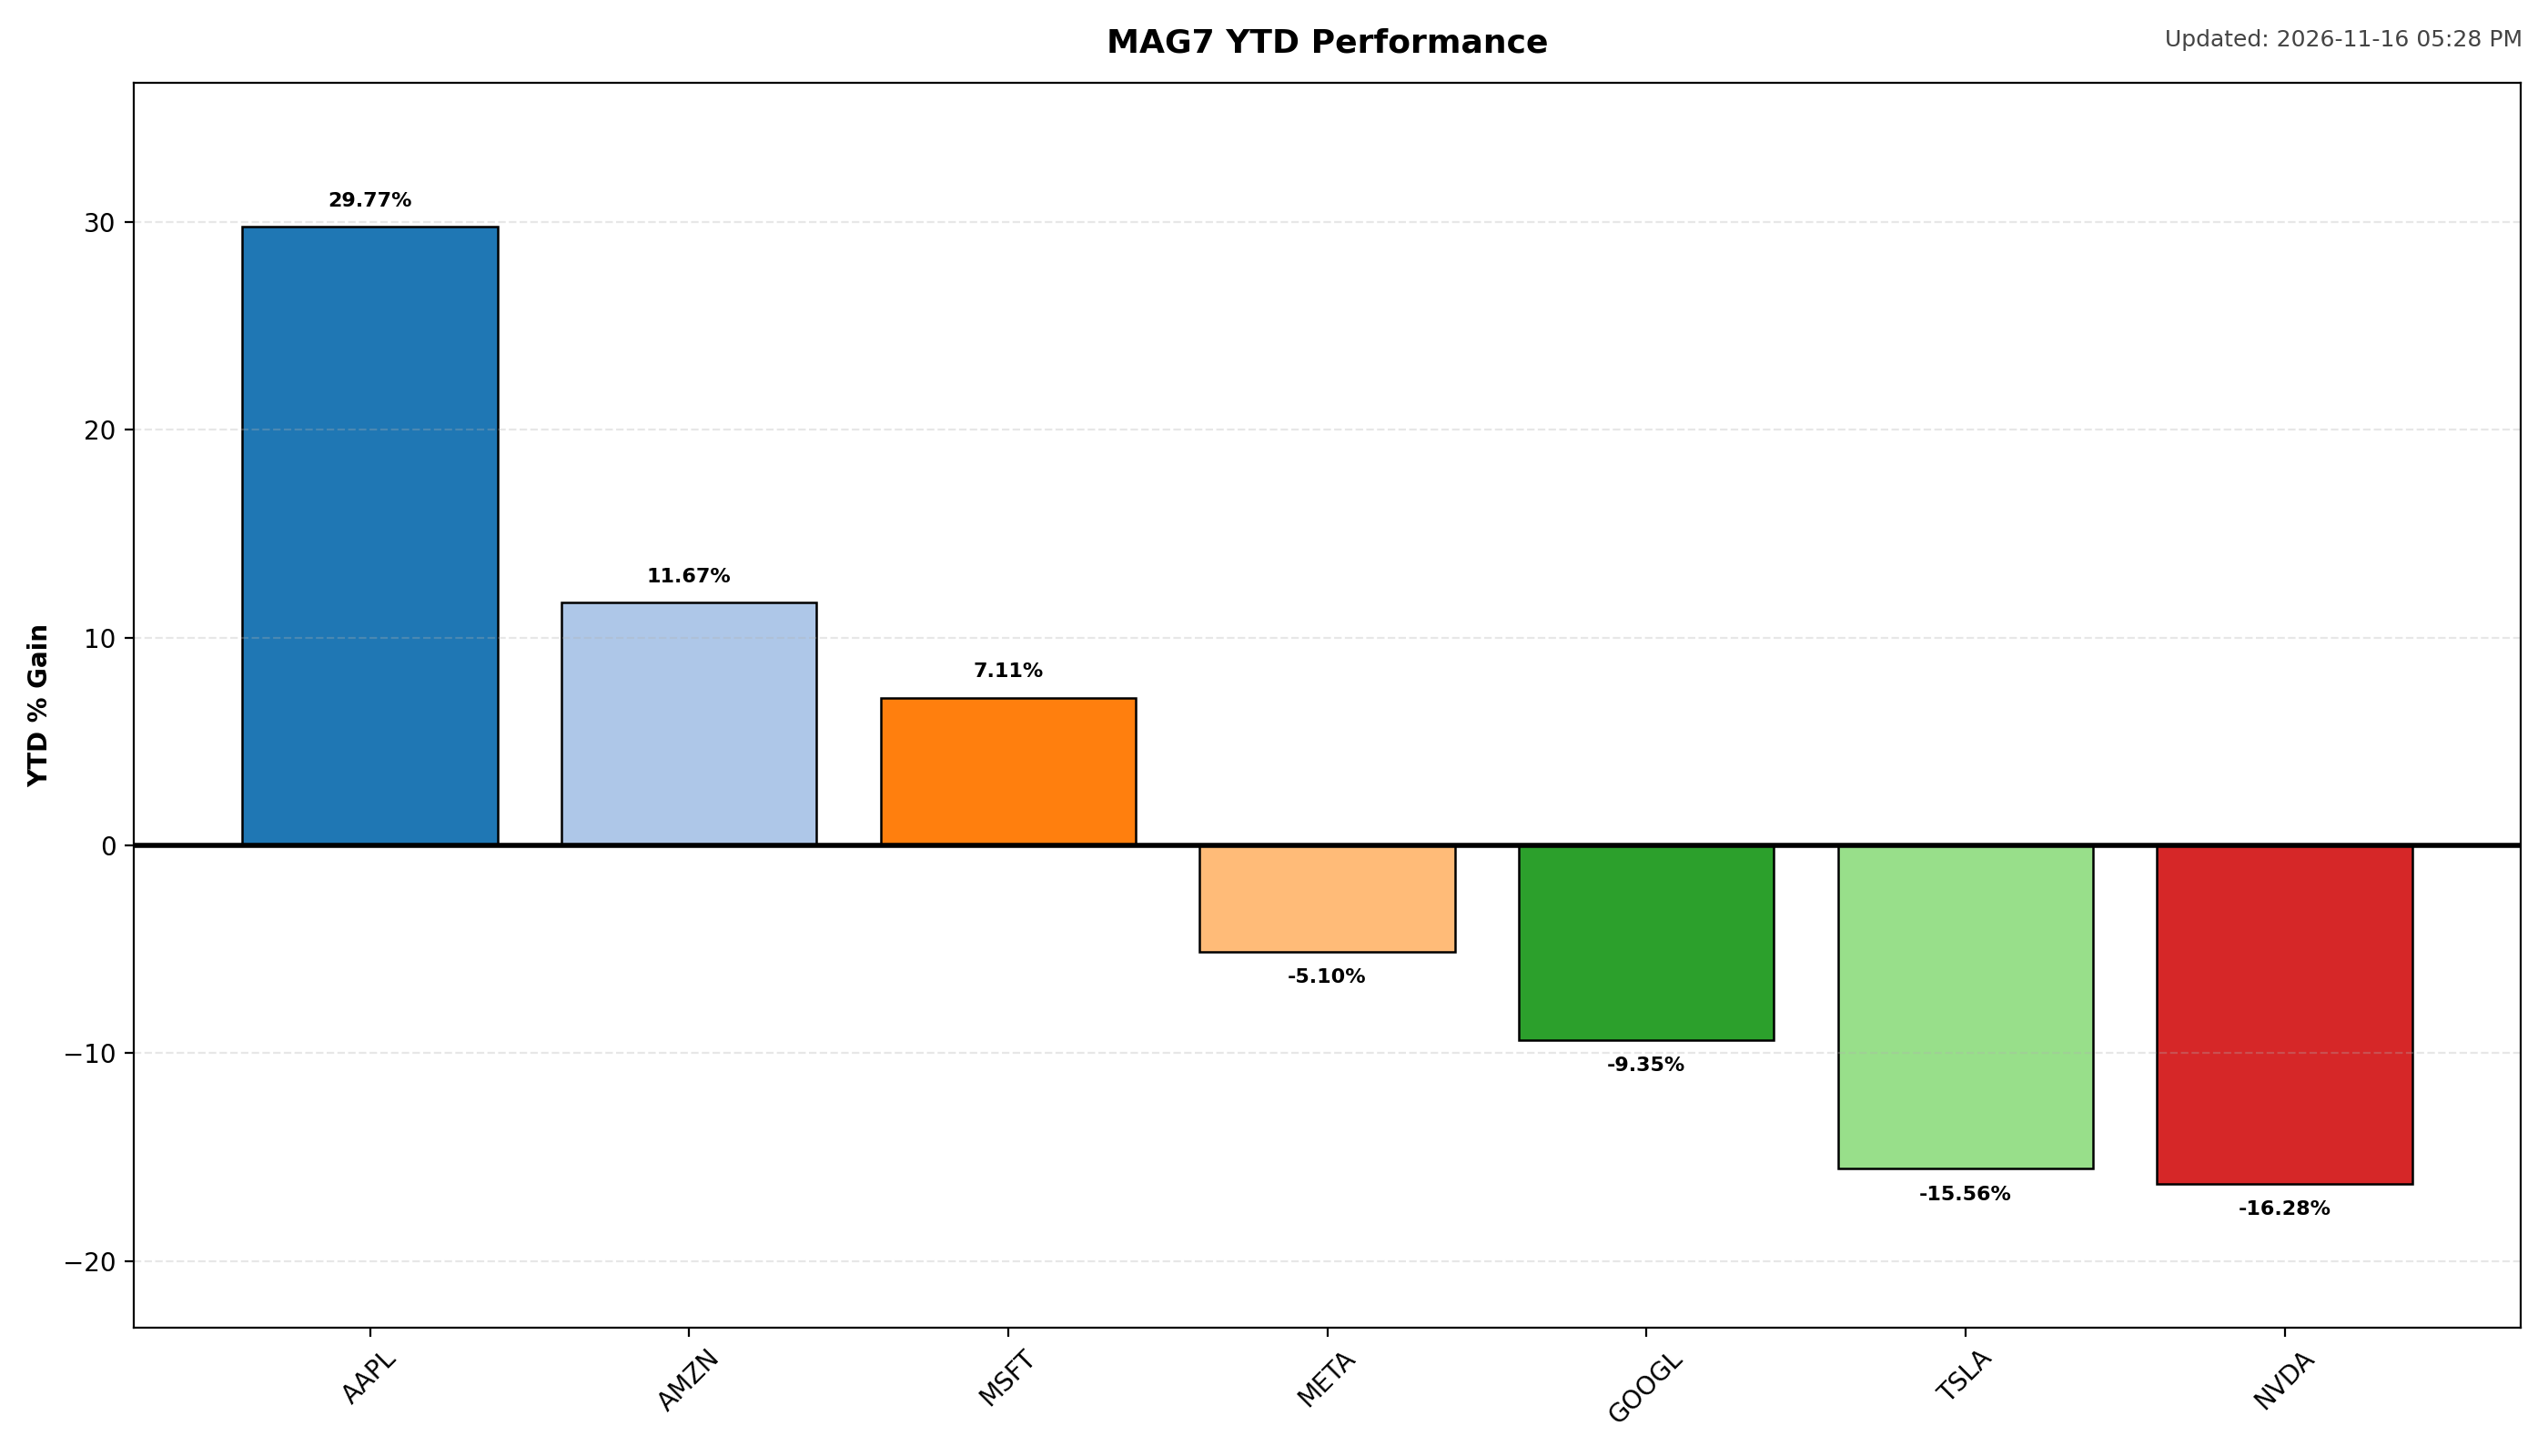 MAG7 YTD Performance
Updated: 2026-11-16 05:28 PM
YTD % Gain
30
20
10
0
−10
−20
29.77%
11.67%
7.11%
-5.10%
-9.35%
-15.56%
-16.28%
AAPL
AMZN
MSFT
META
GOOGL
TSLA
NVDA